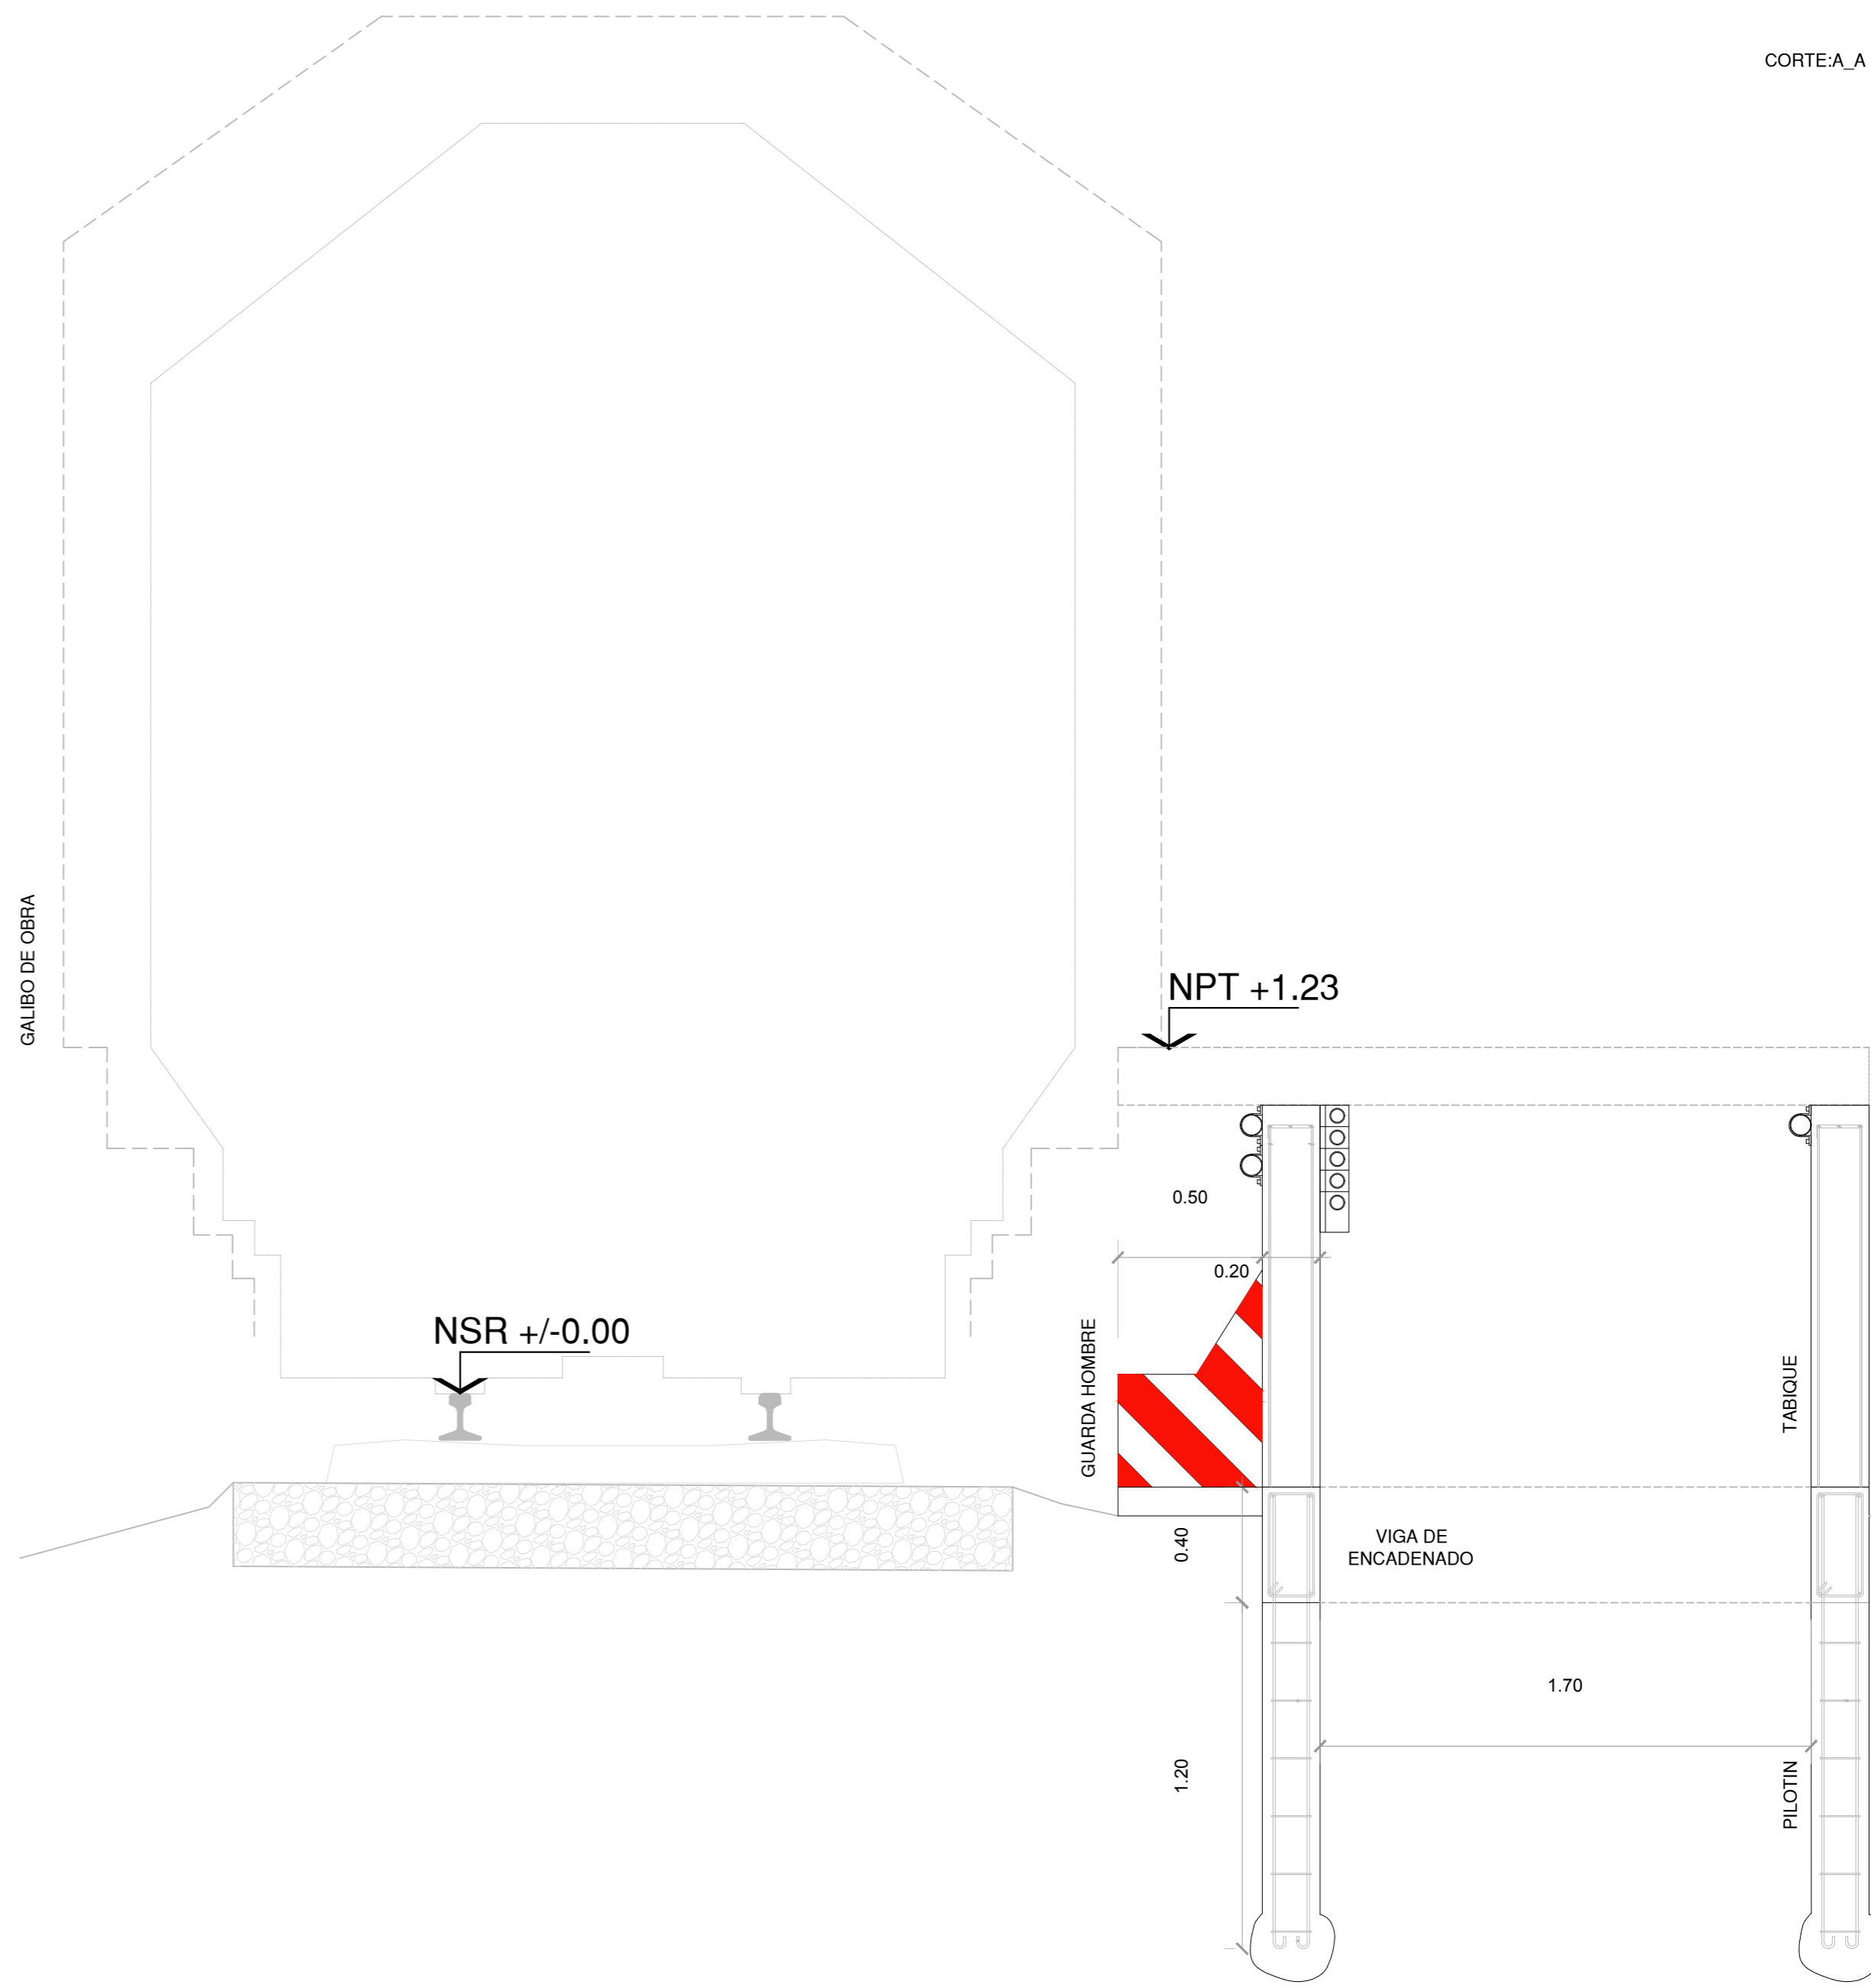 CORTE:A_A
GALIBO DE OBRA
NPT +1.23
0.50
0.20
NSR +/-0.00
GUARDA HOMBRE
TABIQUE
0.40
VIGA DE
ENCADENADO
1.70
1.20
PILOTIN